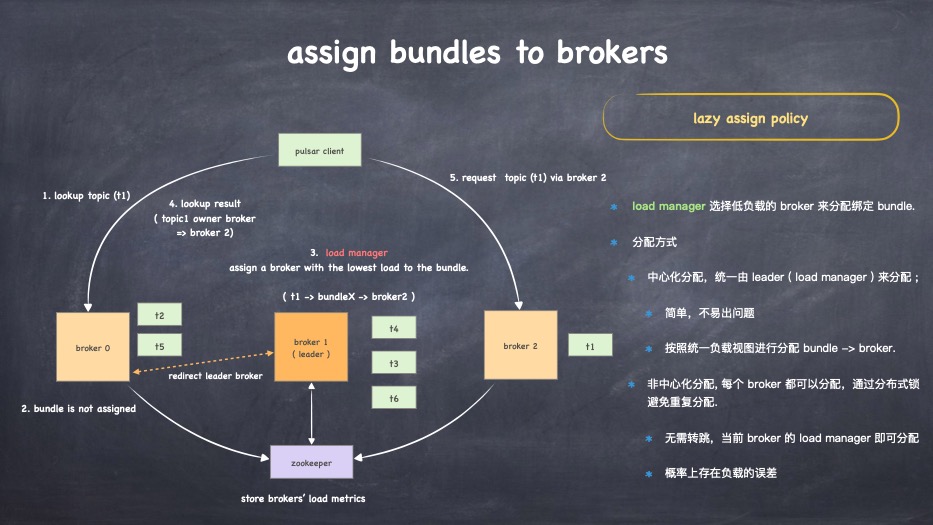 assign bundles to brokers
lazy assign policy
pulsar client
1. lookup topic (t1)
4. lookup result
( topic1 owner broker
=> broker 2)
5. request topic (t1) via broker 2
3. load manager
assign a broker with the lowest load to the bundle.
( t1 -> bundleX -> broker2 )
broker 0
t2
t5
redirect leader broker
broker 1
( leader )
t4
t3
t6
broker 2
t1
2. bundle is not assigned
zookeeper
store brokers' load metrics
load manager 选择低负载的 broker 来分配绑定 bundle.
分配方式
中心化分配，统一由 leader ( load manager ) 来分配；
简单，不易出问题
按照统一负载视图进行分配 bundle -> broker.
非中心化分配, 每个 broker 都可以分配，通过分布式锁
避免重复分配.
无需转跳，当前 broker 的 load manager 即可分配
概率上存在负载的误差